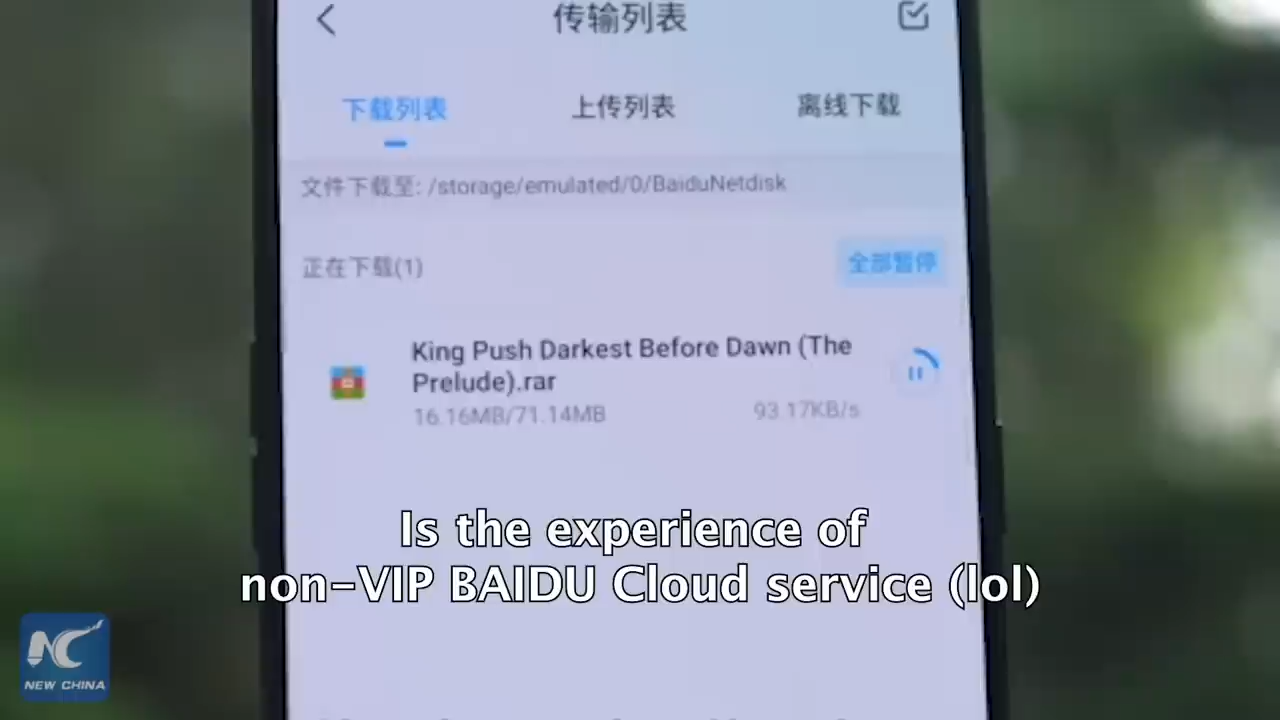 传输列表
下载列表
上传列表
离线下载
文件下载至: /storage/emulated/0/BaiduNetdisk
正在下载(1)
全部暂停
King Push Darkest Before Dawn (The
Prelude).rar
16.16MB/71.14MB
93.17KB/s
Is the experience of
non-VIP BAIDU Cloud service (lol)
NC
NEW CHINA